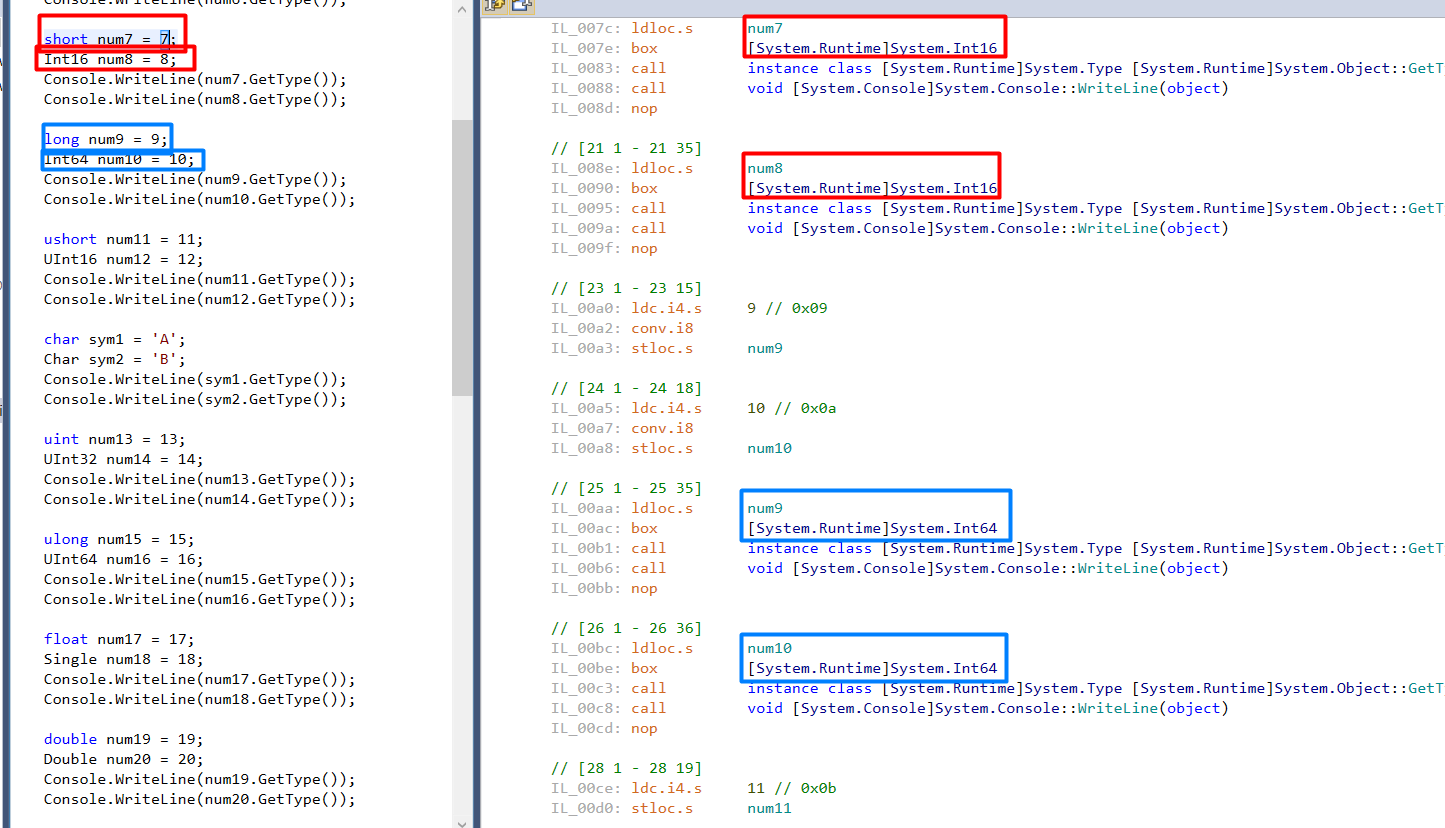 Console.WriteLine(num6.GetType());
short num7 = 7;
Int16 num8 = 8;
Console.WriteLine(num7.GetType());
Console.WriteLine(num8.GetType());
long num9 = 9;
Int64 num10 = 10;
Console.WriteLine(num9.GetType());
Console.WriteLine(num10.GetType());
ushort num11 = 11;
UInt16 num12 = 12;
Console.WriteLine(num11.GetType());
Console.WriteLine(num12.GetType());
char sym1 = 'A';
Char sym2 = 'B';
Console.WriteLine(sym1.GetType());
Console.WriteLine(sym2.GetType());
uint num13 = 13;
UInt32 num14 = 14;
Console.WriteLine(num13.GetType());
Console.WriteLine(num14.GetType());
ulong num15 = 15;
UInt64 num16 = 16;
Console.WriteLine(num15.GetType());
Console.WriteLine(num16.GetType());
float num17 = 17;
Single num18 = 18;
Console.WriteLine(num17.GetType());
Console.WriteLine(num18.GetType());
double num19 = 19;
Double num20 = 20;
Console.WriteLine(num19.GetType());
Console.WriteLine(num20.GetType());
IL_007c: ldloc.s num7
IL_007e: box [System.Runtime]System.Int16
IL_0083: call instance class [System.Runtime]System.Type [System.Runtime]System.Object::GetT
IL_0088: call void [System.Console]System.Console::WriteLine(object)
IL_008d: nop
// [21 1 - 21 35]
IL_008e: ldloc.s num8
IL_0090: box [System.Runtime]System.Int16
IL_0095: call instance class [System.Runtime]System.Type [System.Runtime]System.Object::GetT
IL_009a: call void [System.Console]System.Console::WriteLine(object)
IL_009f: nop
// [23 1 - 23 15]
IL_00a0: ldc.i4.s 9 // 0x09
IL_00a2: conv.i8
IL_00a3: stloc.s num9
// [24 1 - 24 18]
IL_00a5: ldc.i4.s 10 // 0x0a
IL_00a7: conv.i8
IL_00a8: stloc.s num10
// [25 1 - 25 35]
IL_00aa: ldloc.s num9
IL_00ac: box [System.Runtime]System.Int64
IL_00b1: call instance class [System.Runtime]System.Type [System.Runtime]System.Object::GetT
IL_00b6: call void [System.Console]System.Console::WriteLine(object)
IL_00bb: nop
// [26 1 - 26 36]
IL_00bc: ldloc.s num10
IL_00be: box [System.Runtime]System.Int64
IL_00c3: call instance class [System.Runtime]System.Type [System.Runtime]System.Object::GetT
IL_00c8: call void [System.Console]System.Console::WriteLine(object)
IL_00cd: nop
// [28 1 - 28 19]
IL_00ce: ldc.i4.s 11 // 0x0b
IL_00d0: stloc.s num11